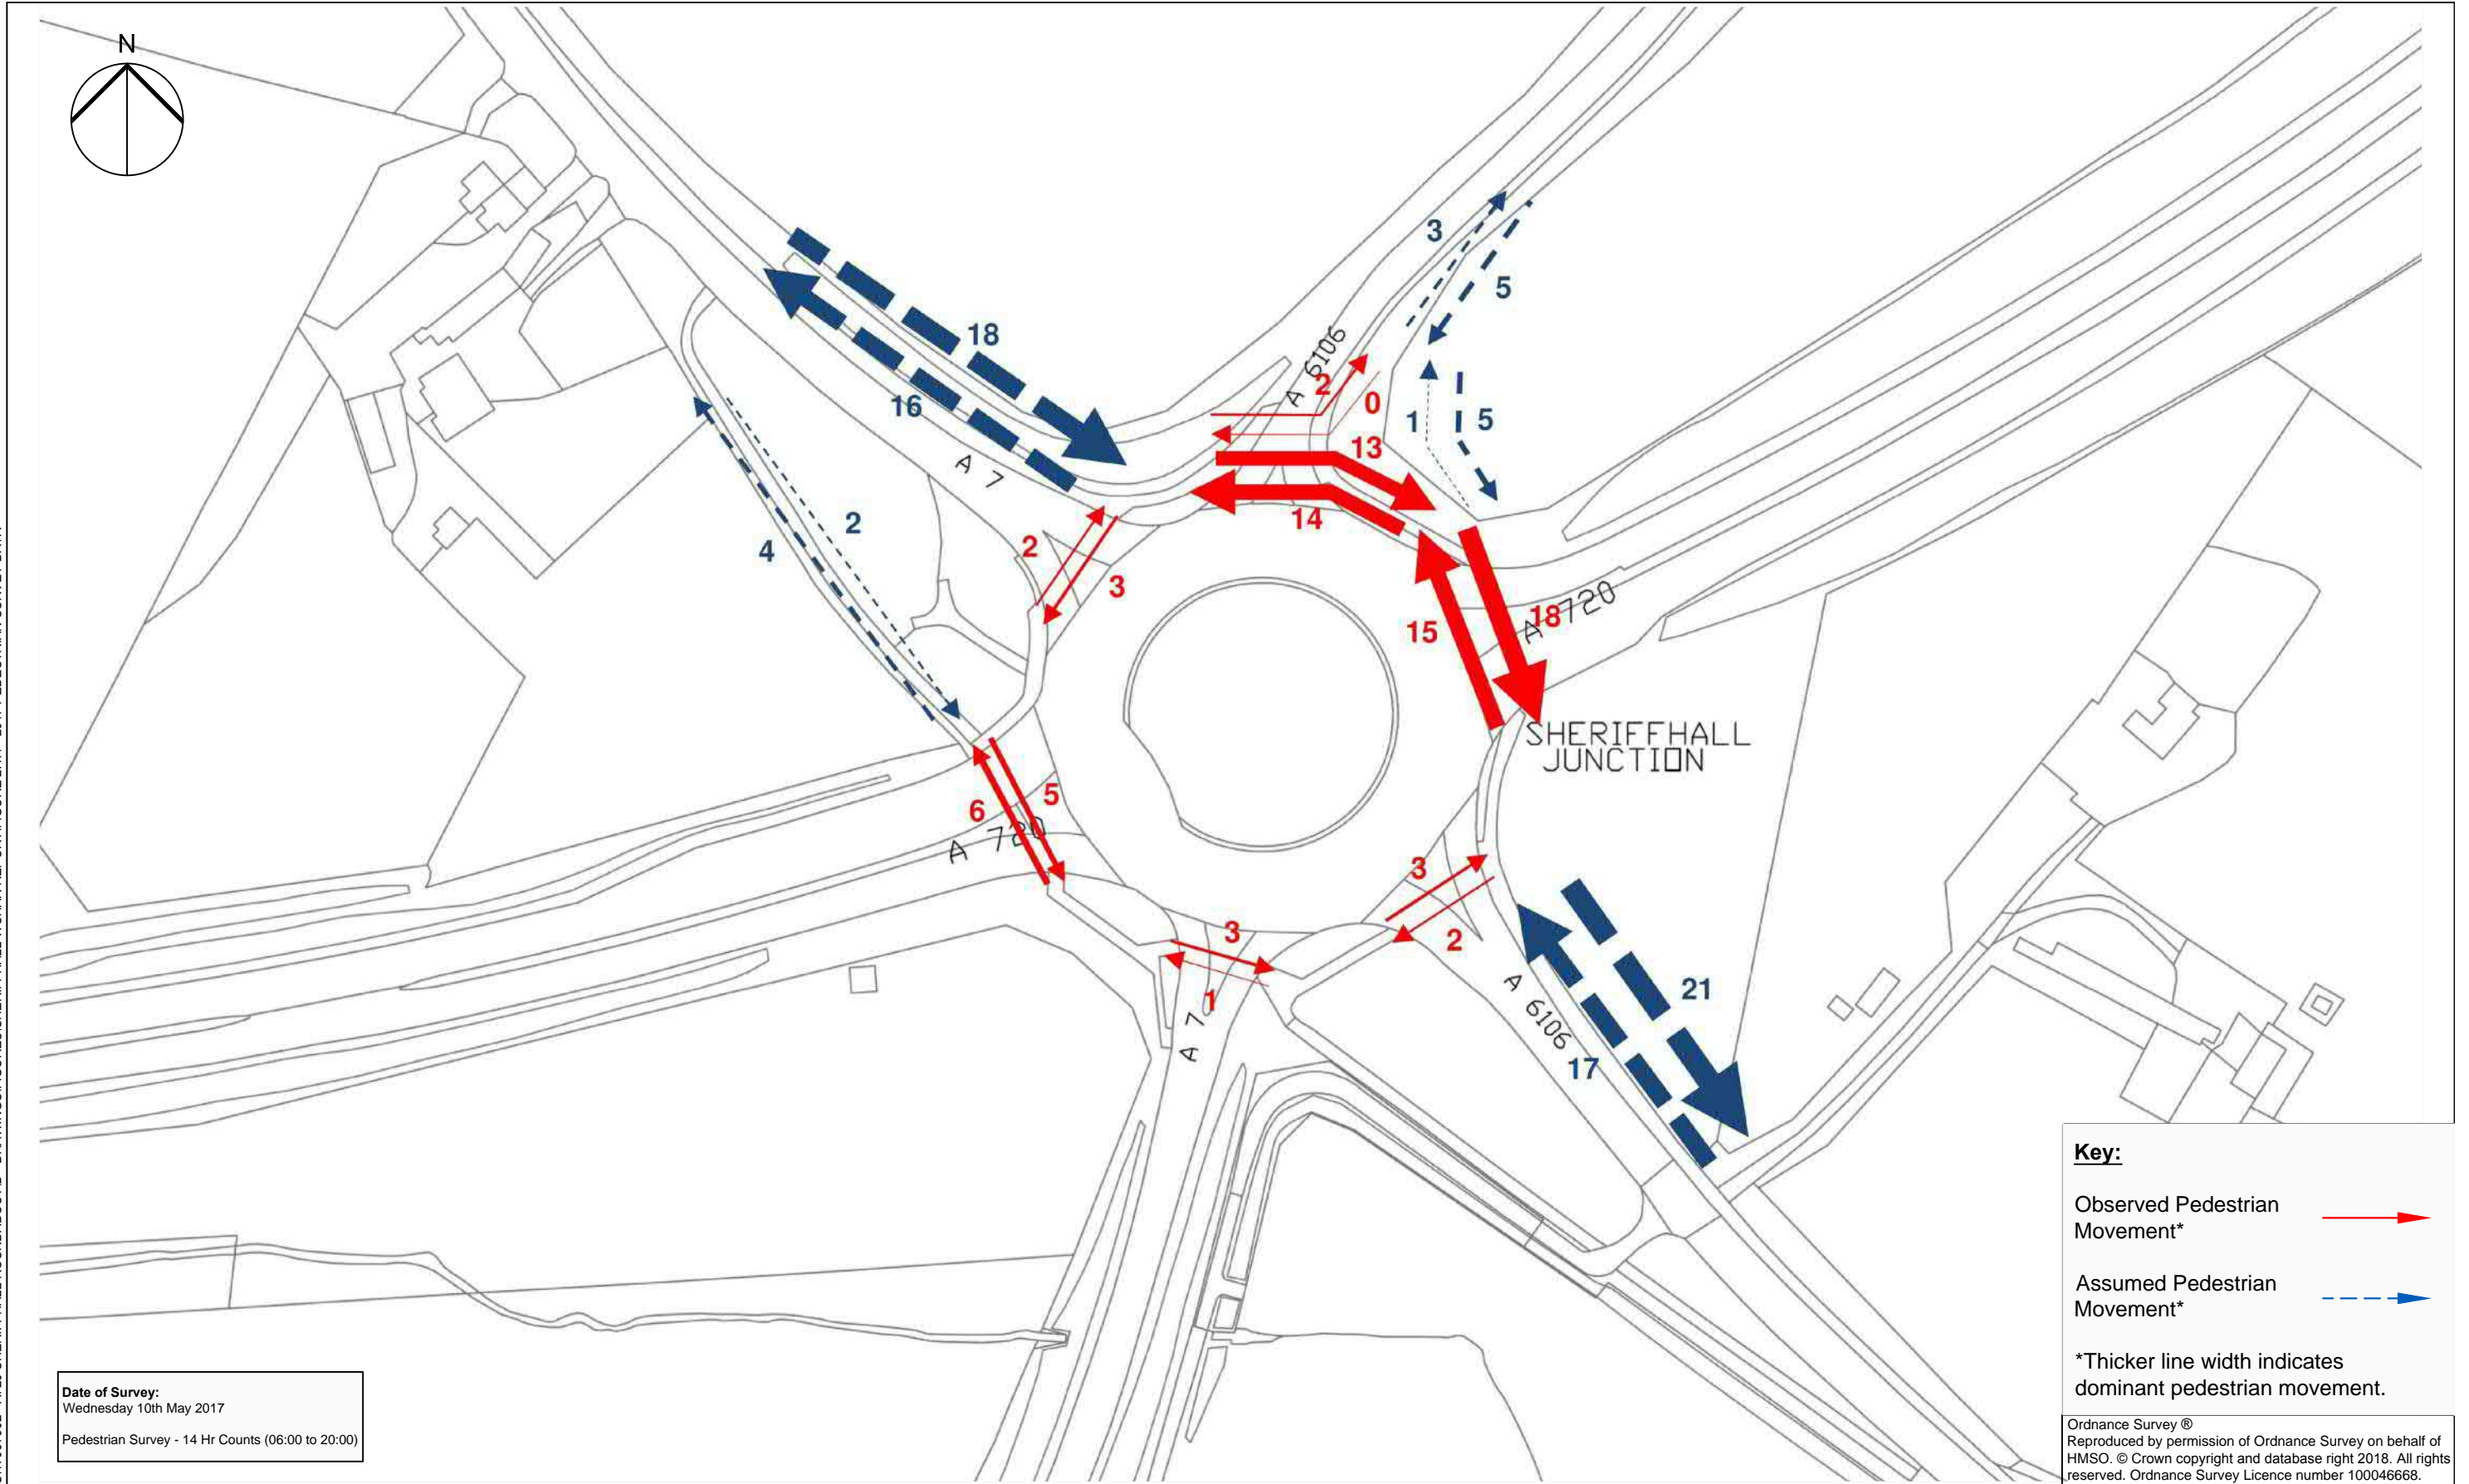 N
3
5
18
16
A 6106
2
0
1
5
13
14
A 7
2
3
2
4
15
18
A 720
SHERIFFHALL
JUNCTION
6
5
A 720
3
2
3
1
A 7
A 6106
21
17
Key:
Observed Pedestrian
Movement*
Assumed Pedestrian
Movement*
*Thicker line width indicates
dominant pedestrian movement.
Date of Survey:
Wednesday 10th May 2017
Pedestrian Survey - 14 Hr Counts (06:00 to 20:00)
Ordnance Survey ®
Reproduced by permission of Ordnance Survey on behalf of
HMSO. © Crown copyright and database right 2018. All rights
reserved. Ordnance Survey Licence number 100046668.